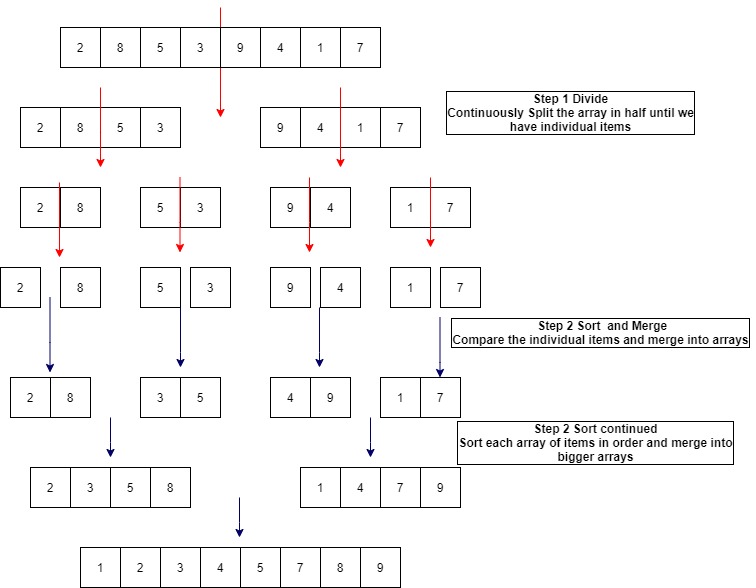 2 8 5 3 9 4 1 7
Step 1 Divide
Continuously Split the array in half until we
have individual items
2 8 5 3 9 4 1 7
2 8 5 3 9 4 1 7
2 8 5 3 9 4 1 7
Step 2 Sort and Merge
Compare the individual items and merge into arrays
2 8 3 5 4 9 1 7
Step 2 Sort continued
Sort each array of items in order and merge into
bigger arrays
2 3 5 8 1 4 7 9
1 2 3 4 5 7 8 9